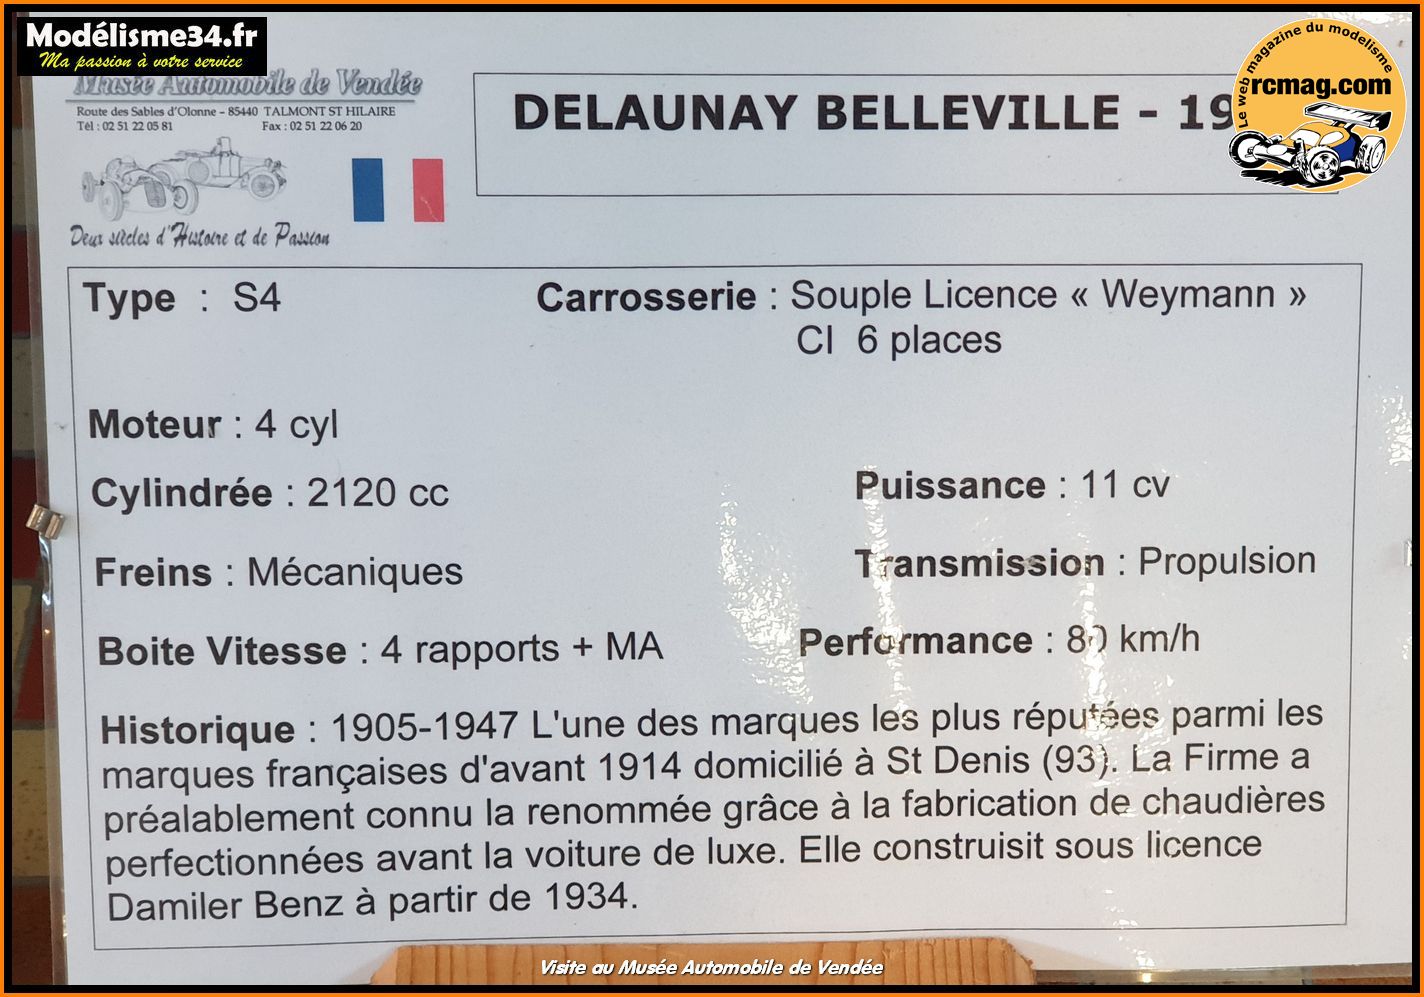 Modélisme34.fr
Ma passion à votre service
Le web magazine du modelisme
rcmag.com
Musée Automobile de Vendée
Route des Sables d'Olonne - 85440 TALMONT ST HILAIRE
Tél : 02 51 22 05 81 Fax : 02 51 22 06 20
Deux siècles d'Histoire et de Passion
DELAUNAY BELLEVILLE - 19
Type : S4 Carrosserie : Souple Licence « Weymann »
CI 6 places
Moteur : 4 cyl
Cylindrée : 2120 cc Puissance : 11 cv
Freins : Mécaniques Transmission : Propulsion
Boite Vitesse : 4 rapports + MA Performance : 80 km/h
Historique : 1905-1947 L'une des marques les plus réputées parmi les
marques françaises d'avant 1914 domicilié à St Denis (93). La Firme a
préalablement connu la renommée grâce à la fabrication de chaudières
perfectionnées avant la voiture de luxe. Elle construisit sous licence
Damiler Benz à partir de 1934.
Visite au Musée Automobile de Vendée